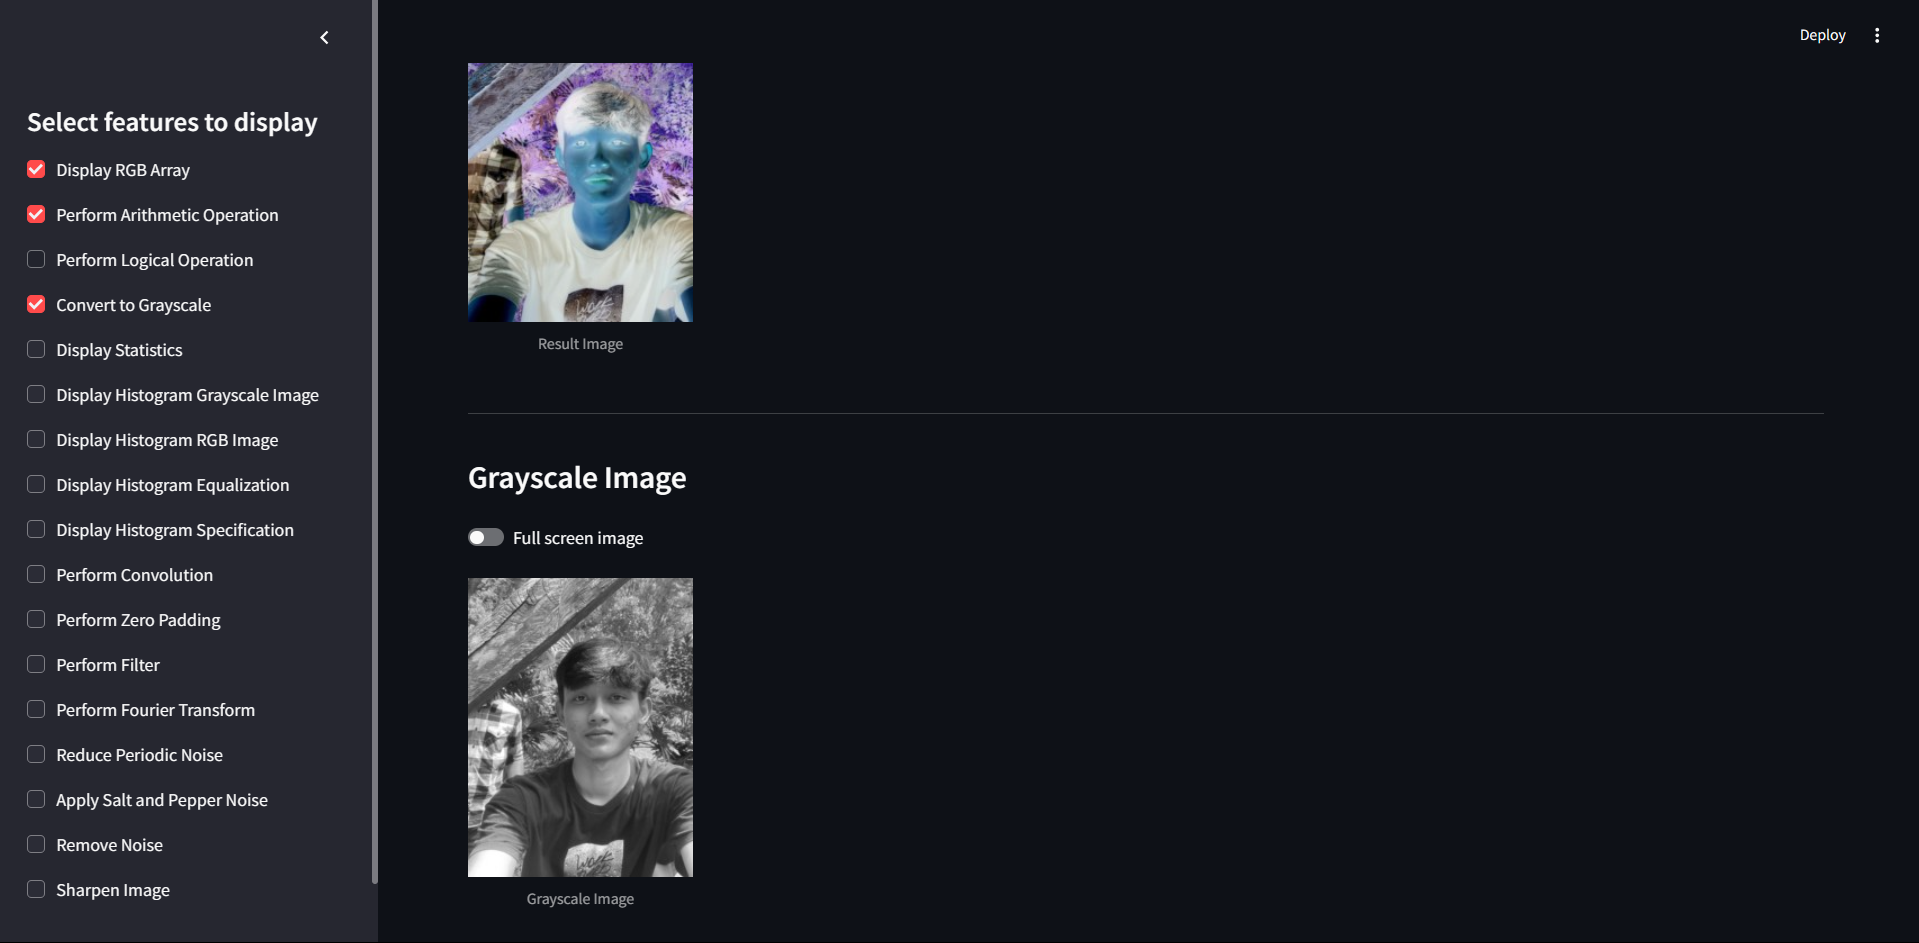 Deploy
Select features to display
Display RGB Array
Perform Arithmetic Operation
Perform Logical Operation
Convert to Grayscale
Display Statistics
Display Histogram Grayscale Image
Display Histogram RGB Image
Display Histogram Equalization
Display Histogram Specification
Perform Convolution
Perform Zero Padding
Perform Filter
Perform Fourier Transform
Reduce Periodic Noise
Apply Salt and Pepper Noise
Remove Noise
Sharpen Image
Result Image
Grayscale Image
Full screen image
Grayscale Image